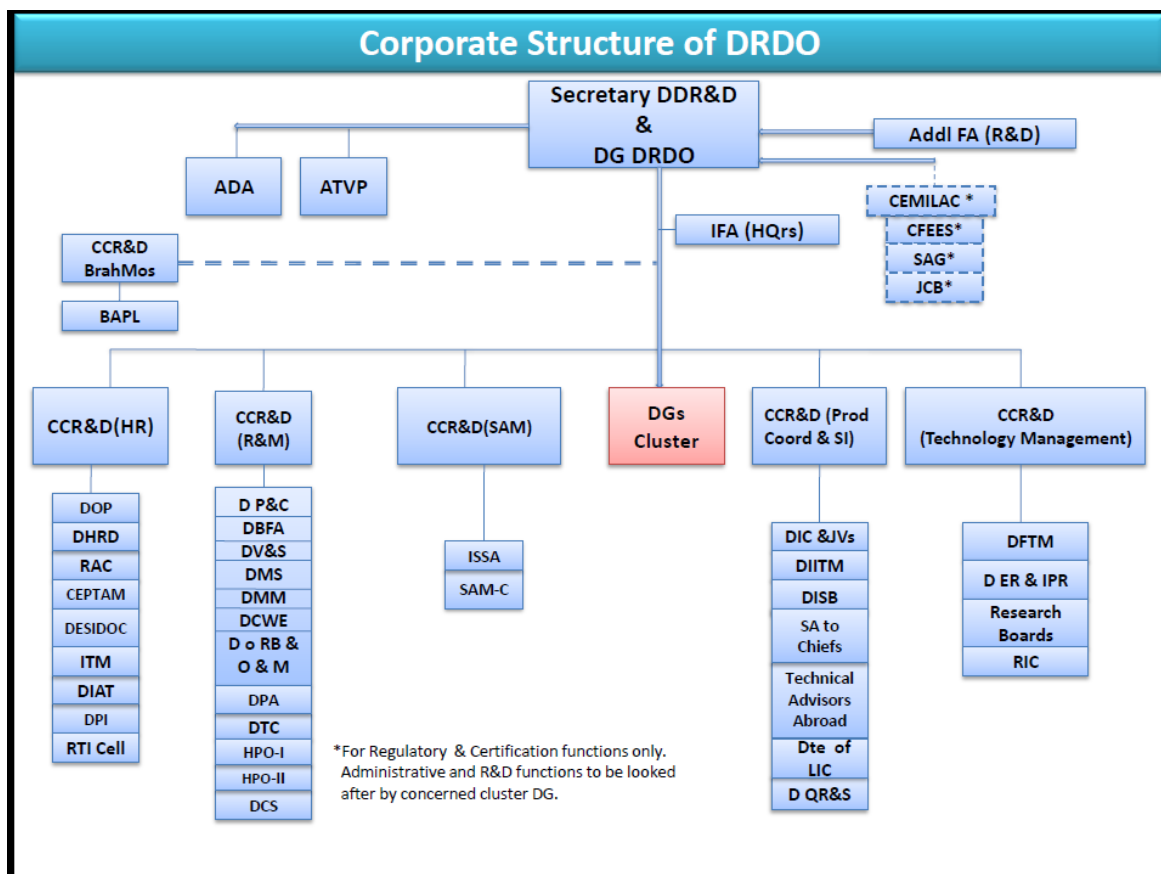 Corporate Structure of DRDO
Secretary DDR&D
&
DG DRDO
Addl FA (R&D)
ADA
ATVP
CEMILAC *
CFEES*
SAG*
JCB*
IFA (HQrs)
CCR&D
BrahMos
BAPL
CCR&D(HR)
DOP
DHRD
RAC
CEPTAM
DESIDOC
ITM
DIAT
DPI
RTI Cell
CCR&D
(R&M)
D P&C
DBFA
DV&S
DMS
DMM
DCWE
D o RB &
O & M
DPA
DTC
HPO-I
HPO-II
DCS
CCR&D(SAM)
ISSA
SAM-C
DGs
Cluster
CCR&D (Prod
Coord & SI)
DIC &JVs
DIITM
DISB
SA to
Chiefs
Technical
Advisors
Abroad
Dte of
LIC
D QR&S
CCR&D
(Technology Management)
DFTM
D ER & IPR
Research
Boards
RIC
*For Regulatory & Certification functions only.
Administrative and R&D functions to be looked
after by concerned cluster DG.